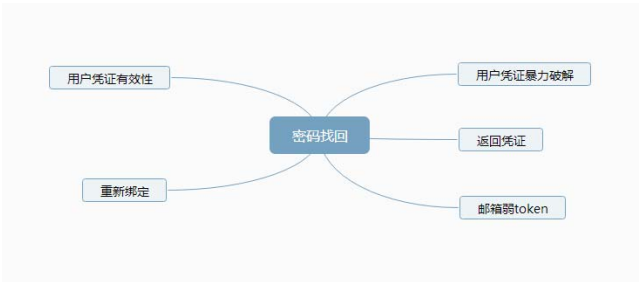 用户凭证有效性
用户凭证暴力破解
密码找回
返回凭证
重新绑定
邮箱弱token